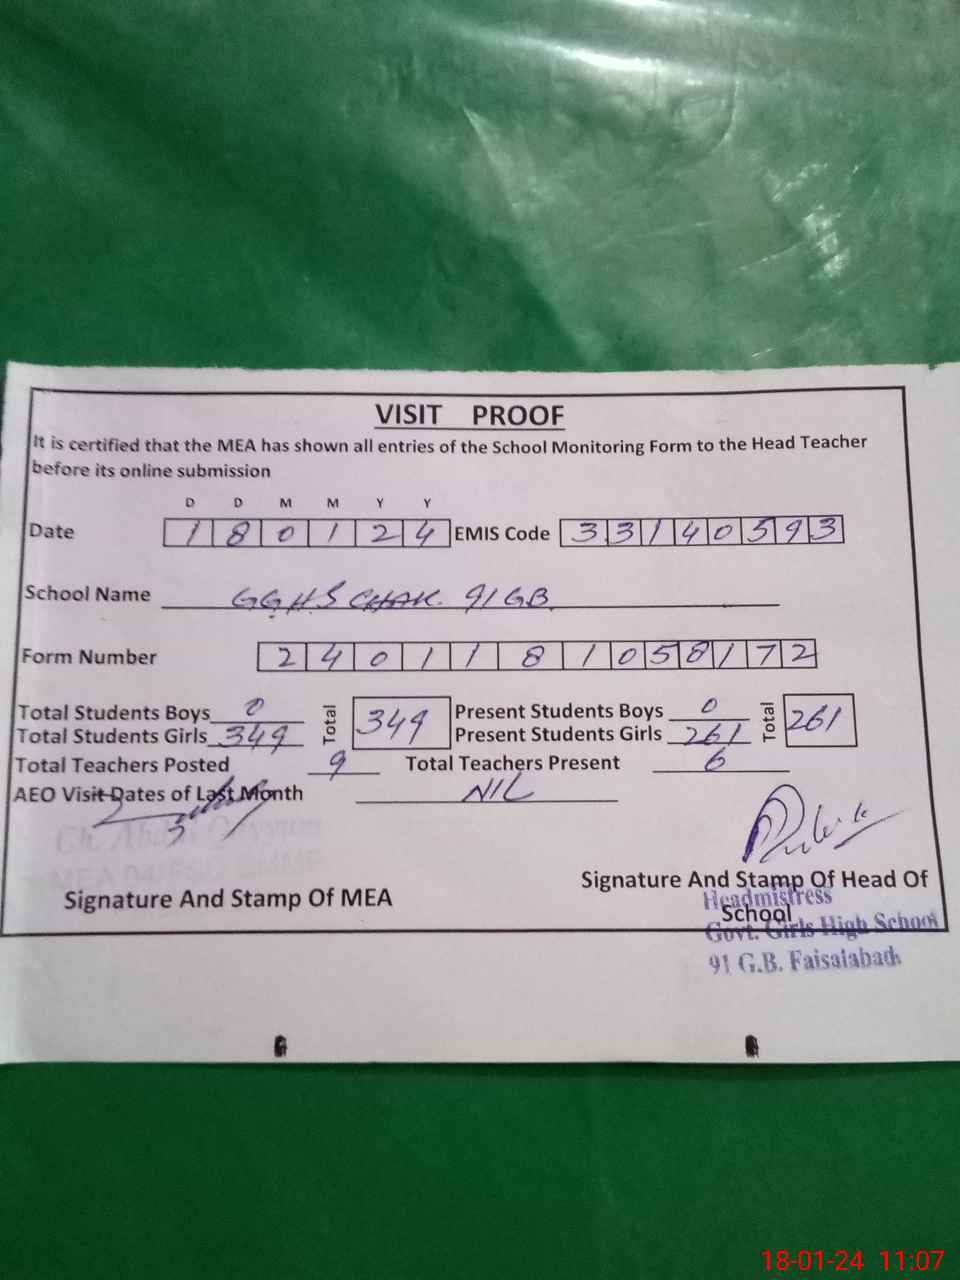 VISIT PROOF
It is certified that the MEA has shown all entries of the School Monitoring Form to the Head Teacher
before its online submission
D D M M Y Y
Date 1 8 0 1 2 4 EMIS Code 3 3 1 4 0 5 9 3
School Name GGHS CHAK. 91 GB
Form Number 2 4 0 1 1 8 1 0 5 8 1 7 2
Total Students Boys 0 Total 349 Present Students Boys 0 Total 261
Total Students Girls 349 Present Students Girls 261
Total Teachers Posted 9 Total Teachers Present 6
AEO Visit Dates of Last Month NIL
Signature And Stamp Of MEA
Signature And Stamp Of Head Of
School
Headmistress
Govt. Girls High School
91 G.B. Faisalabad
18-01-24 11:07